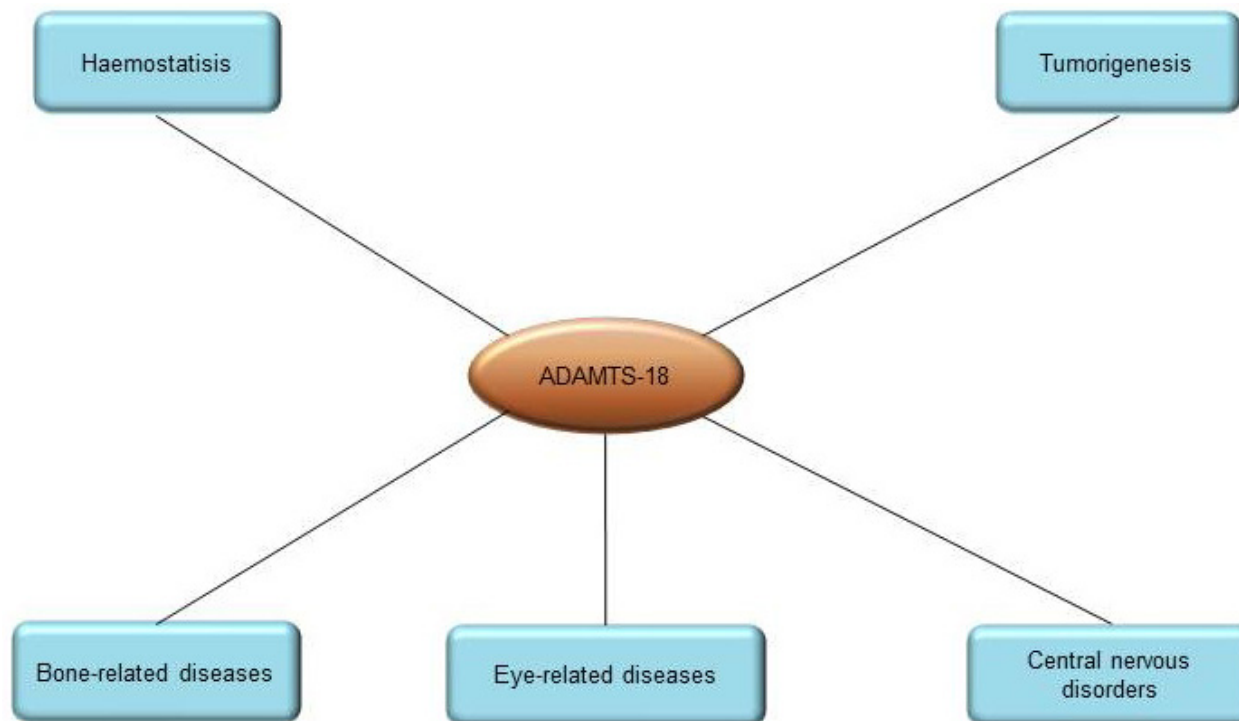 Haemostatisis
Tumorigenesis
ADAMTS-18
Bone-related diseases
Eye-related diseases
Central nervous
disorders